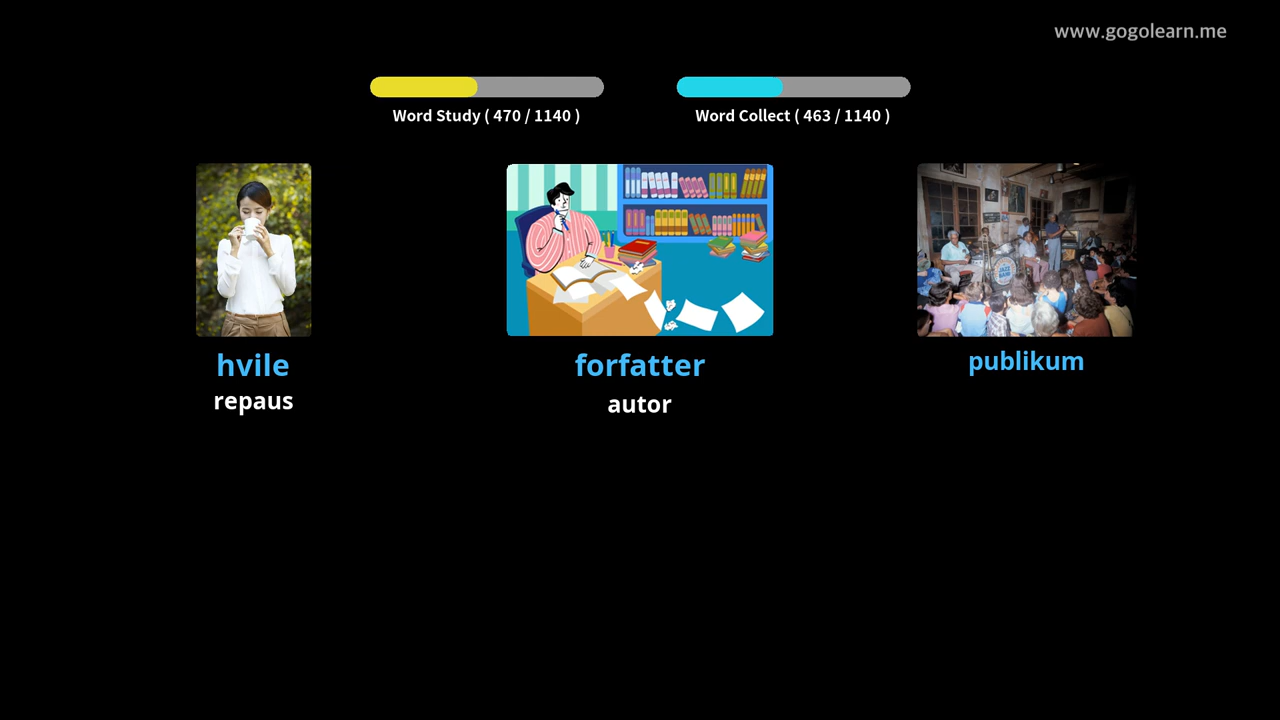 www.gogolearn.me
Word Study ( 470 / 1140 )
Word Collect ( 463 / 1140 )
hvile
repaus
forfatter
autor
publikum